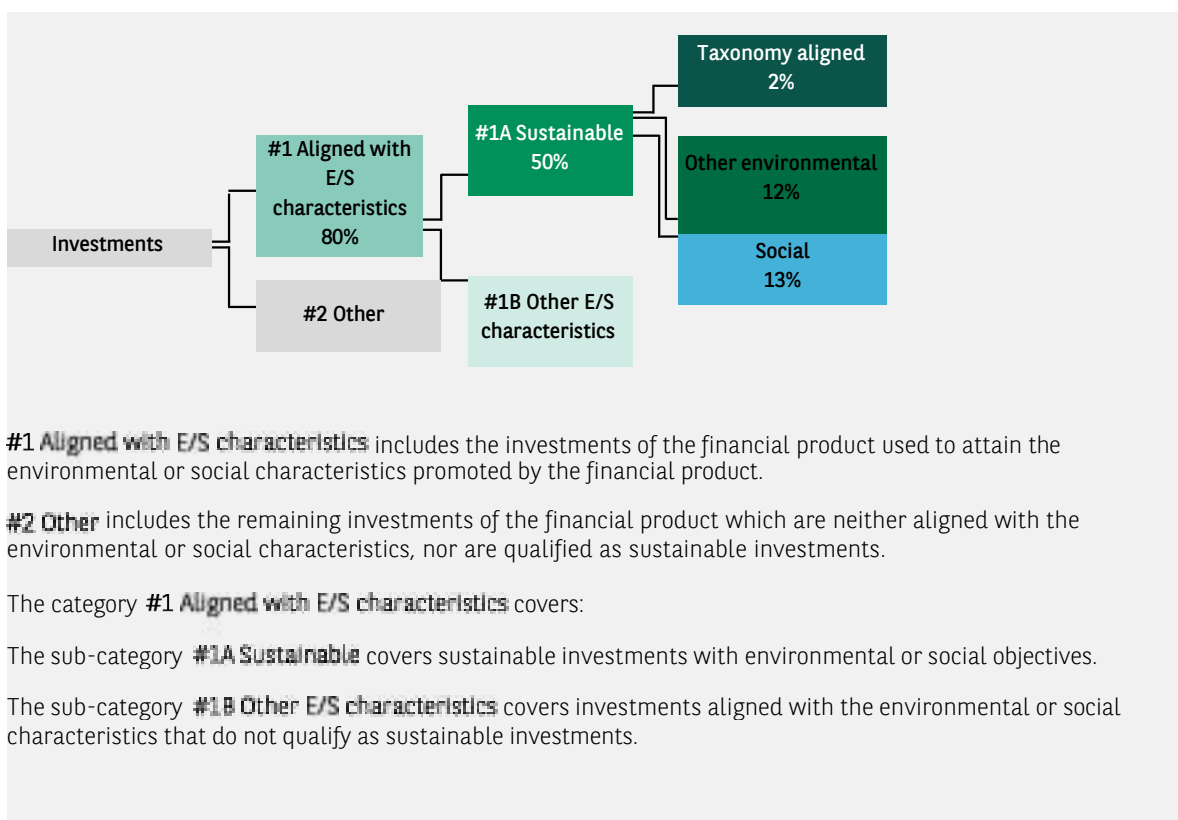 Taxonomy aligned
2%
#1A Sustainable
50%
#1 Aligned with
E/S
characteristics
80%
Other environmental
12%
Investments
Social
13%
#2 Other
#1B Other E/S
characteristics
#1 Aligned with E/S characteristics includes the investments of the financial product used to attain the
environmental or social characteristics promoted by the financial product.
#2 Other includes the remaining investments of the financial product which are neither aligned with the
environmental or social characteristics, nor are qualified as sustainable investments.
The category #1 Aligned with E/S characteristics covers:
The sub-category #1A Sustainable covers sustainable investments with environmental or social objectives.
The sub-category #1B Other E/S characteristics covers investments aligned with the environmental or social
characteristics that do not qualify as sustainable investments.